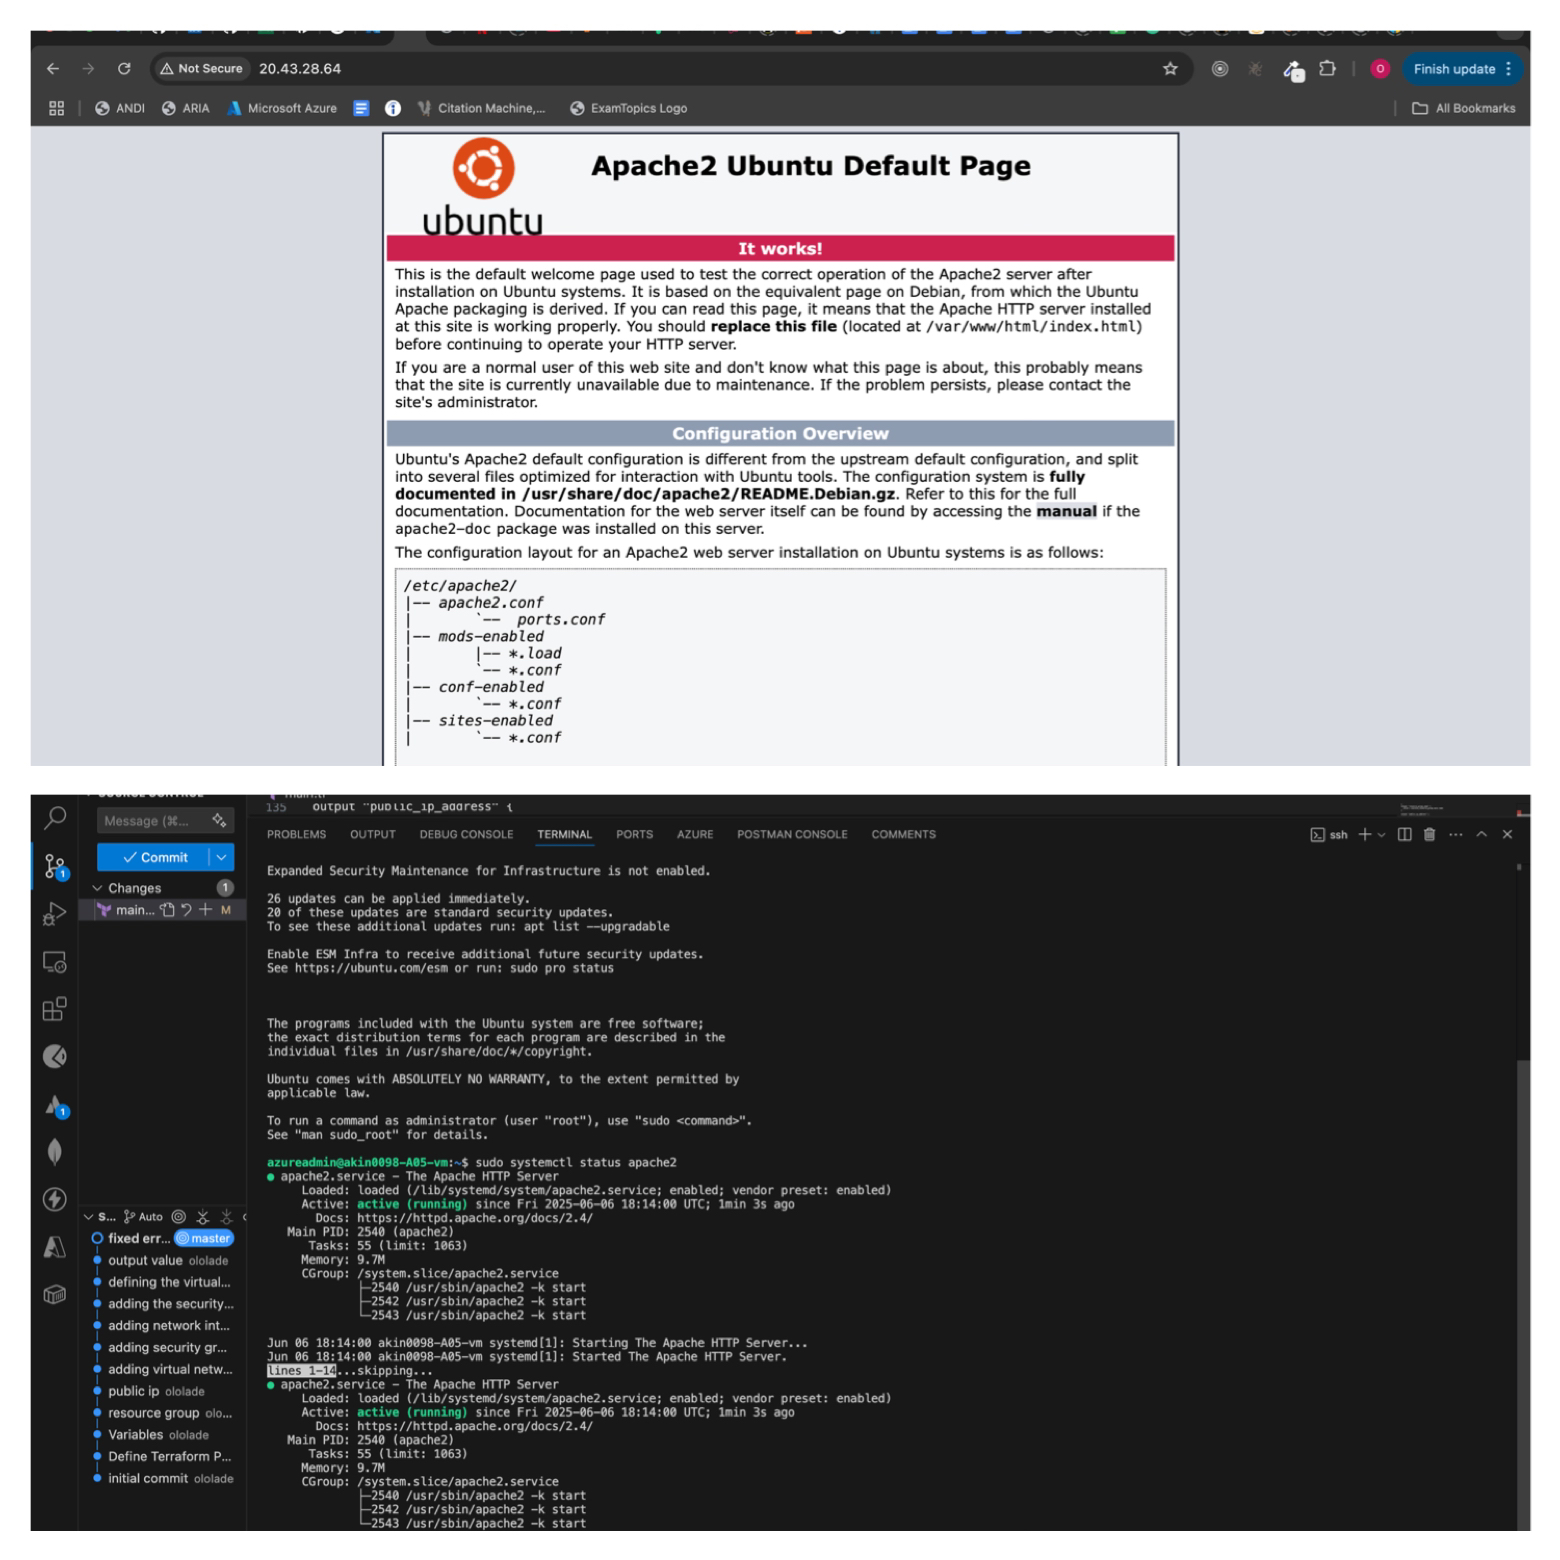 Not Secure
20.43.28.64
Finish update
ANDI
ARIA
Microsoft Azure
Citation Machine,...
ExamTopics Logo
All Bookmarks
ubuntu
Apache2 Ubuntu Default Page
It works!
This is the default welcome page used to test the correct operation of the Apache2 server after
installation on Ubuntu systems. It is based on the equivalent page on Debian, from which the Ubuntu
Apache packaging is derived. If you can read this page, it means that the Apache HTTP server installed
at this site is working properly. You should replace this file (located at /var/www/html/index.html)
before continuing to operate your HTTP server.
If you are a normal user of this web site and don't know what this page is about, this probably means
that the site is currently unavailable due to maintenance. If the problem persists, please contact the
site's administrator.
Configuration Overview
Ubuntu's Apache2 default configuration is different from the upstream default configuration, and split
into several files optimized for interaction with Ubuntu tools. The configuration system is fully
documented in /usr/share/doc/apache2/README.Debian.gz. Refer to this for the full
documentation. Documentation for the web server itself can be found by accessing the manual if the
apache2-doc package was installed on this server.
The configuration layout for an Apache2 web server installation on Ubuntu systems is as follows:
/etc/apache2/
|-- apache2.conf
|       `--  ports.conf
|-- mods-enabled
|       |-- *.load
|       `-- *.conf
|-- conf-enabled
|       `-- *.conf
|-- sites-enabled
|       `-- *.conf
SOURCE CONTROL
Message (⌘...
Commit
Changes 1
main... M
S... Auto
fixed err... master
output value ololade
defining the virtual...
adding the security...
adding network int...
adding security gr...
adding virtual netw...
public ip ololade
resource group olo...
Variables ololade
Define Terraform P...
initial commit ololade
main.tf
135 output "public_ip_address" {
PROBLEMS OUTPUT DEBUG CONSOLE TERMINAL PORTS AZURE POSTMAN CONSOLE COMMENTS
ssh
Expanded Security Maintenance for Infrastructure is not enabled.
26 updates can be applied immediately.
20 of these updates are standard security updates.
To see these additional updates run: apt list --upgradable
Enable ESM Infra to receive additional future security updates.
See https://ubuntu.com/esm or run: sudo pro status
The programs included with the Ubuntu system are free software;
the exact distribution terms for each program are described in the
individual files in /usr/share/doc/*/copyright.
Ubuntu comes with ABSOLUTELY NO WARRANTY, to the extent permitted by
applicable law.
To run a command as administrator (user "root"), use "sudo <command>".
See "man sudo_root" for details.
azureadmin@akin0098-A05-vm:~$ sudo systemctl status apache2
● apache2.service - The Apache HTTP Server
Loaded: loaded (/lib/systemd/system/apache2.service; enabled; vendor preset: enabled)
Active: active (running) since Fri 2025-06-06 18:14:00 UTC; 1min 3s ago
Docs: https://httpd.apache.org/docs/2.4/
Main PID: 2540 (apache2)
Tasks: 55 (limit: 1063)
Memory: 9.7M
CGroup: /system.slice/apache2.service
├─2540 /usr/sbin/apache2 -k start
├─2542 /usr/sbin/apache2 -k start
└─2543 /usr/sbin/apache2 -k start
Jun 06 18:14:00 akin0098-A05-vm systemd[1]: Starting The Apache HTTP Server...
Jun 06 18:14:00 akin0098-A05-vm systemd[1]: Started The Apache HTTP Server.
lines 1-14...skipping...
● apache2.service - The Apache HTTP Server
Loaded: loaded (/lib/systemd/system/apache2.service; enabled; vendor preset: enabled)
Active: active (running) since Fri 2025-06-06 18:14:00 UTC; 1min 3s ago
Docs: https://httpd.apache.org/docs/2.4/
Main PID: 2540 (apache2)
Tasks: 55 (limit: 1063)
Memory: 9.7M
CGroup: /system.slice/apache2.service
├─2540 /usr/sbin/apache2 -k start
├─2542 /usr/sbin/apache2 -k start
└─2543 /usr/sbin/apache2 -k start